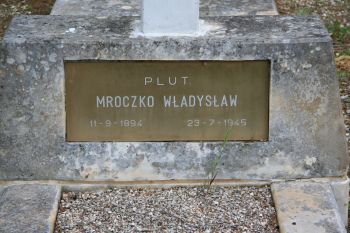 PLUT.
MROCZKO WŁADYSŁAW
11-9-1894 23-7-1945